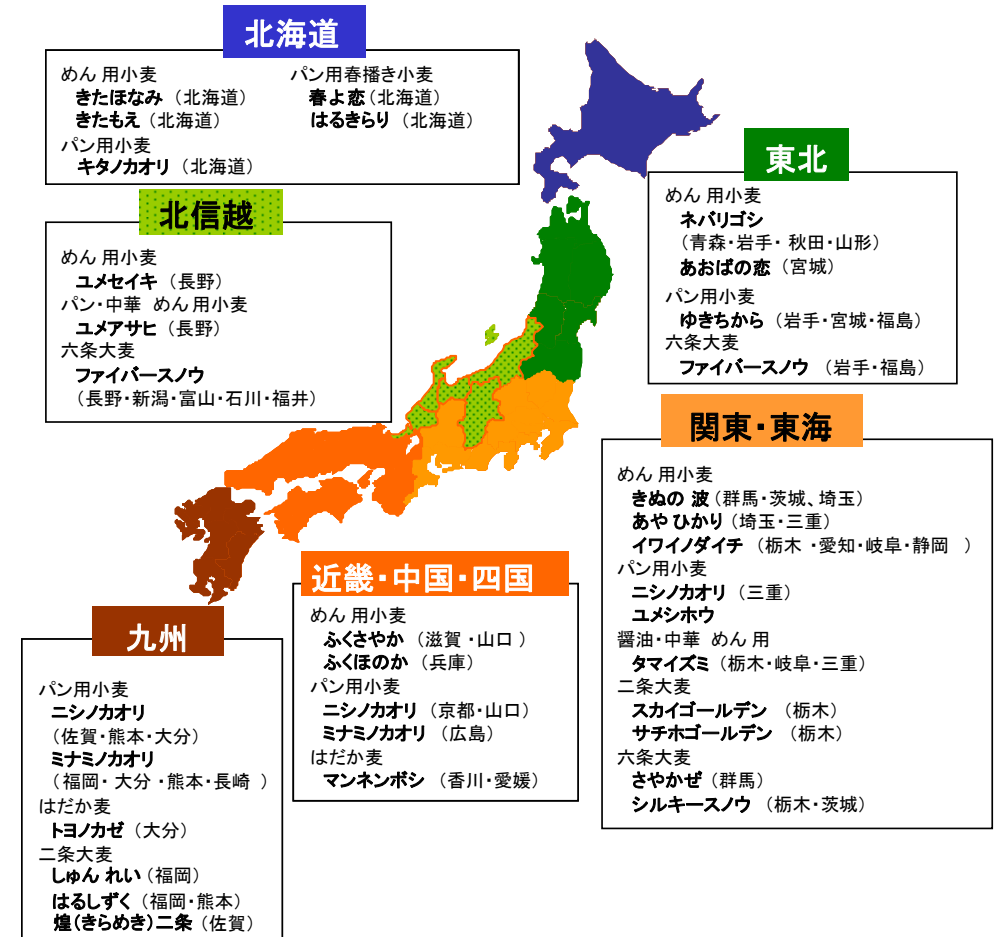 北海道
めん 用小麦
きたほなみ （北海道）
きたもえ （北海道）
パン用小麦
キタノカオリ （北海道）
パン用春播き小麦
春よ恋（北海道）
はるきらり （北海道）
東北
めん 用小麦
ネバリゴシ
（青森・岩手・ 秋田・山形）
あおばの恋 （宮城）
パン用小麦
ゆきちから （岩手・宮城・福島）
六条大麦
ファイバースノウ （岩手・福島）
北信越
めん 用小麦
ユメセイキ （長野）
パン・中華 めん 用小麦
ユメアサヒ （長野）
六条大麦
ファイバースノウ
（長野・新潟・富山・石川・福井）
関東・東海
めん 用小麦
きぬの 波 （群馬・茨城、埼玉）
あや ひかり （埼玉・三重）
イワイノダイチ （栃木 ・愛知・岐阜・静岡 ）
パン用小麦
ニシノカオリ （三重）
ユメシホウ
醤油・中華 めん 用
タマイズミ （栃木・岐阜・三重）
二条大麦
スカイゴールデン （栃木）
サチホゴールデン （栃木）
六条大麦
さやかぜ （群馬）
シルキースノウ （栃木・茨城）
近畿・中国・四国
めん 用小麦
ふくさやか （滋賀 ・山口 ）
ふくほのか （兵庫）
パン用小麦
ニシノカオリ （京都・山口）
ミナミノカオリ （広島）
はだか麦
マンネンボシ （香川・愛媛）
九州
パン用小麦
ニシノカオリ
（佐賀・熊本・大分）
ミナミノカオリ
（福岡・ 大分 ・熊本・長崎 ）
はだか麦
トヨノカゼ （大分）
二条大麦
しゅん れい （福岡）
はるしずく （福岡・熊本）
煌（きらめき）二条 （佐賀）